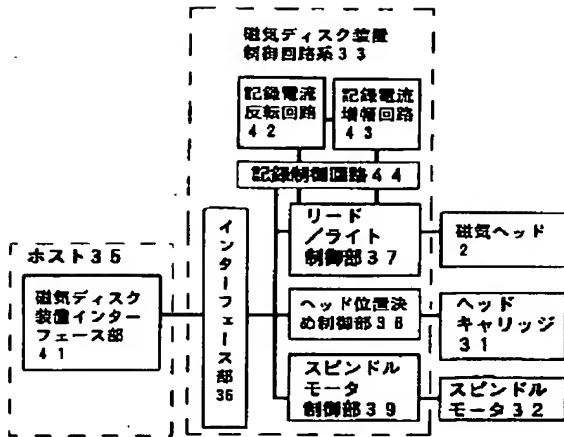 磁気ディスク装置
制御回路系33
記録電流
反転回路
42
記録電流
増幅回路
43
記録制御回路44
リード
／ライト
制御部37
磁気ヘッド
2
ホスト35
磁気ディスク
装置インター
フェース部
41
インターフェース部36
ヘッド位置決
め制御部38
ヘッド
キャリッジ
31
スピンドル
モータ
制御部39
スピンドル
モータ32